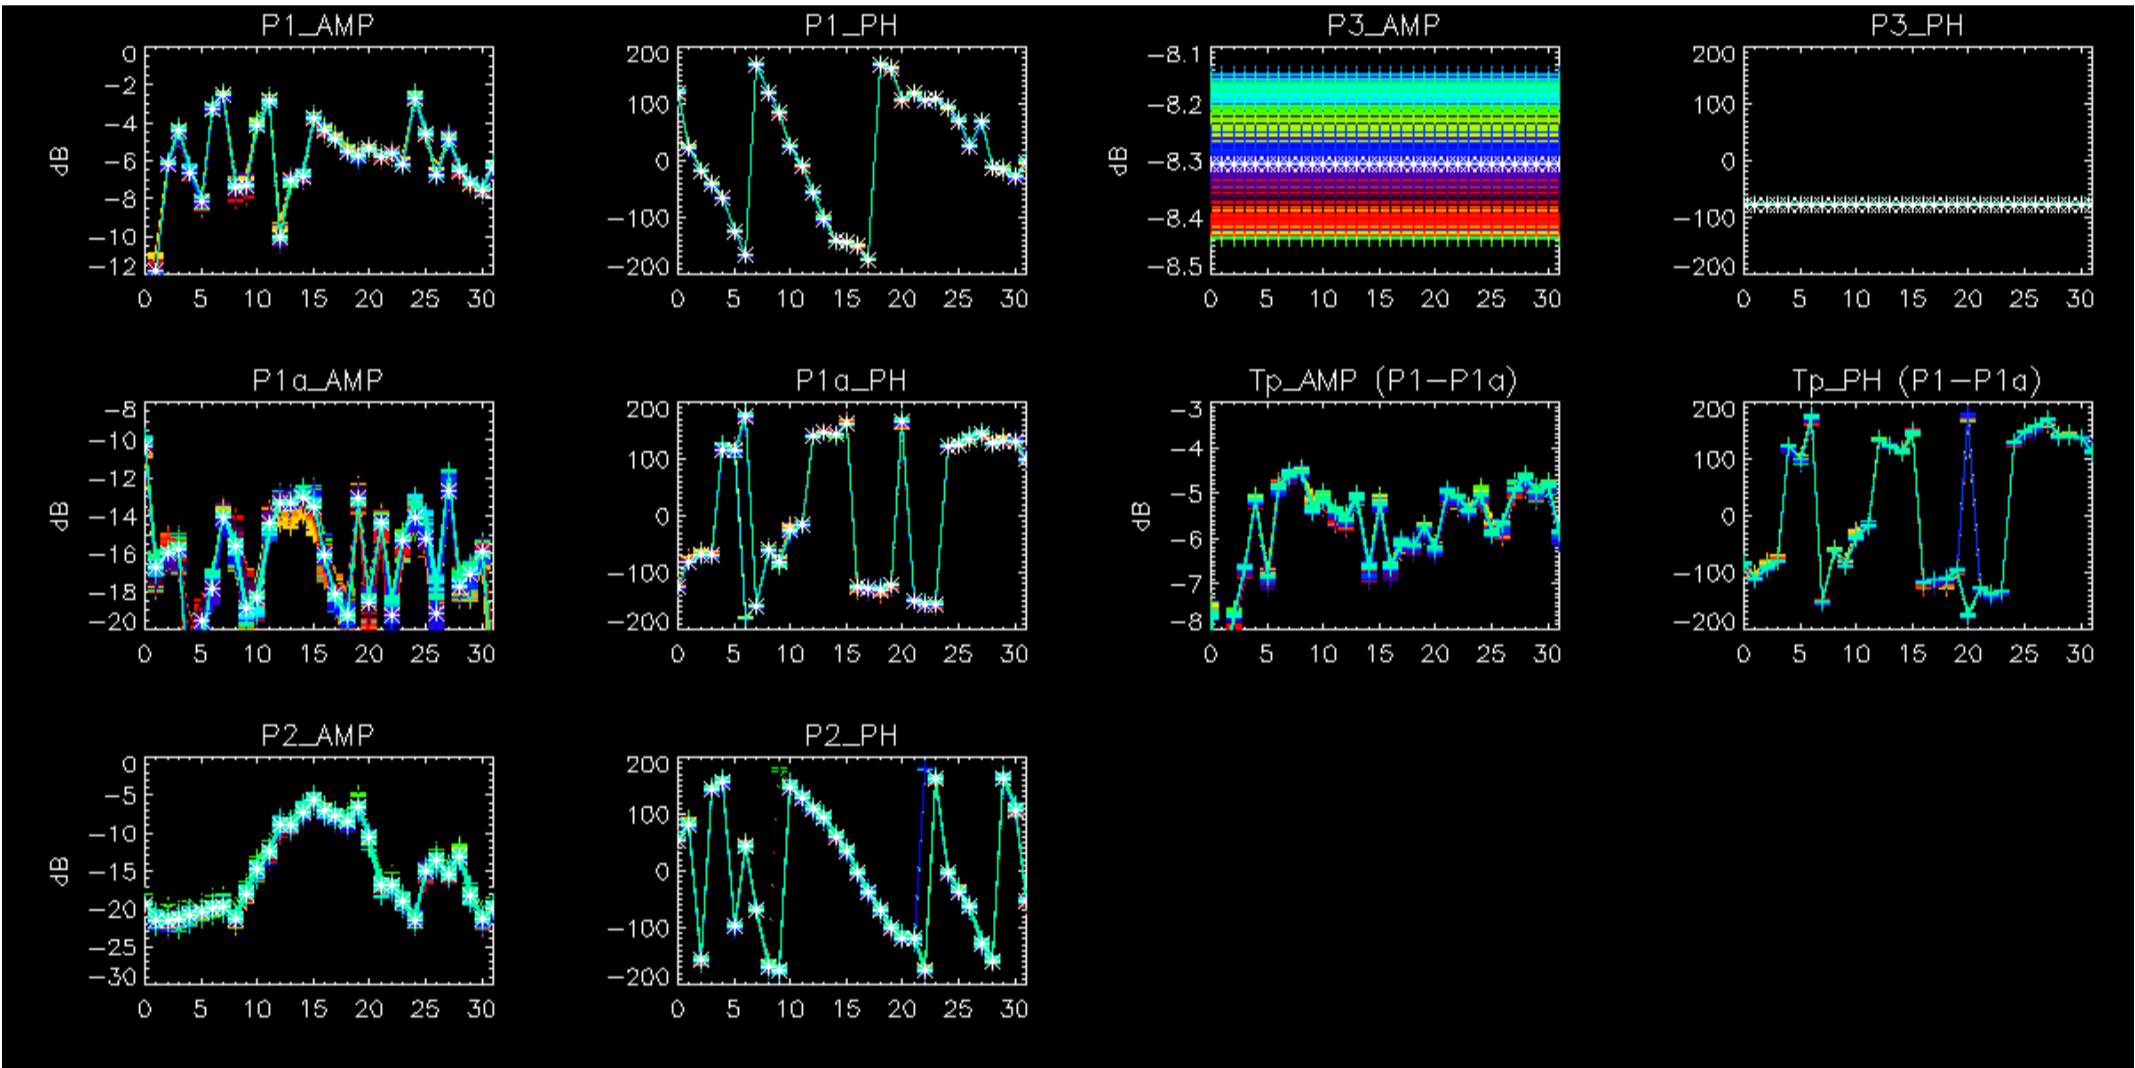 P1_AMP P1_PH P3_AMP P3_PH
0 200 -8.1 200
-2
-4 100 -8.2 100
dB -6 0 dB -8.3 0
-8
-10 -100 -8.4 -100
-12 -200 -8.5 -200
0 5 10 15 20 25 30 0 5 10 15 20 25 30 0 5 10 15 20 25 30 0 5 10 15 20 25 30
P1a_AMP P1a_PH Tp_AMP (P1-P1a) Tp_PH (P1-P1a)
-8 200 -3 200
-10 100 -4 100
-12
dB -14 0 dB -5 0
-16 -6
-18 -100 -7 -100
-20 -200 -8 -200
0 5 10 15 20 25 30 0 5 10 15 20 25 30 0 5 10 15 20 25 30 0 5 10 15 20 25 30
P2_AMP P2_PH
0 200
-5 100
-10
dB -15 0
-20 -100
-25
-30 -200
0 5 10 15 20 25 30 0 5 10 15 20 25 30